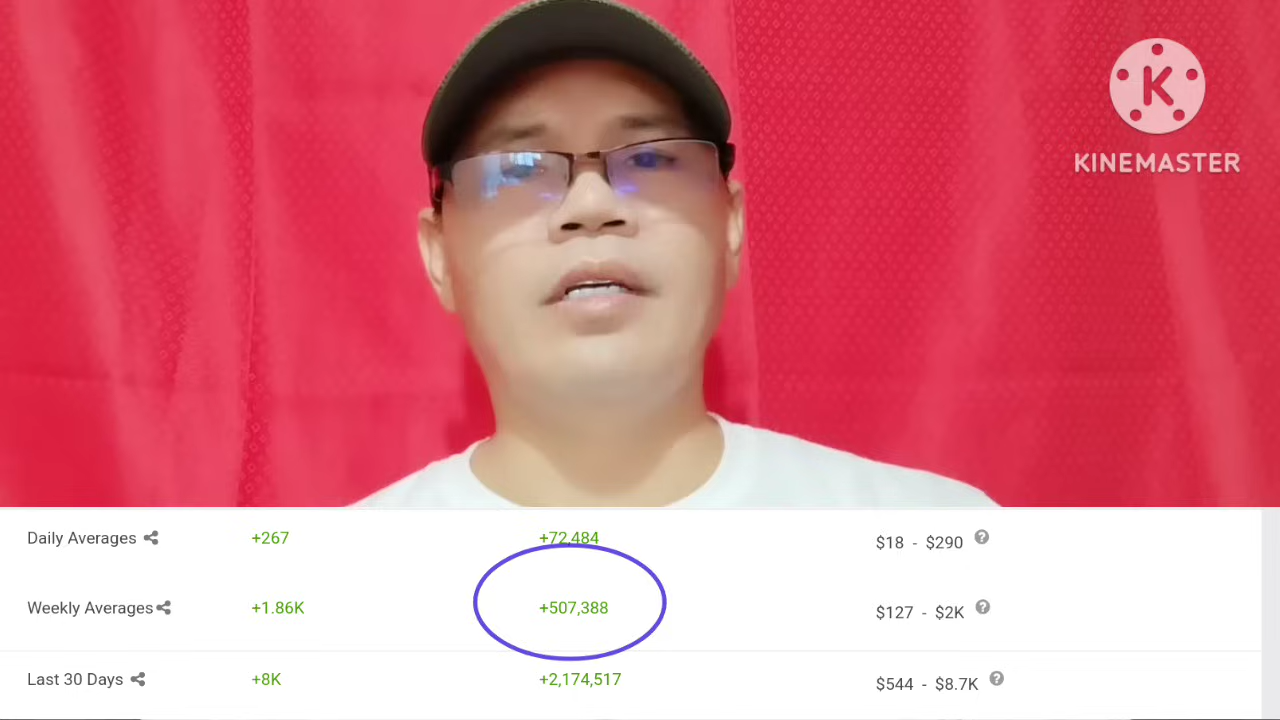 K
KINEMASTER
Daily Averages +267 +72,484 $18 - $290 ?
Weekly Averages +1.86K +507,388 $127 - $2K ?
Last 30 Days +8K +2,174,517 $544 - $8.7K ?